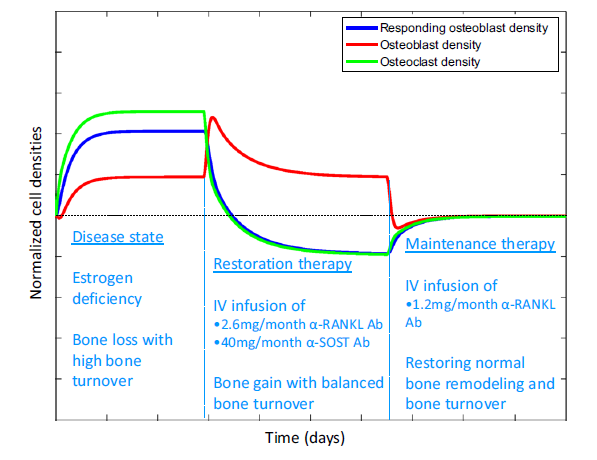 Responding osteoblast density
Osteoblast density
Osteoclast density
Normalized cell densities
Disease state
Estrogen
deficiency
Bone loss with
high bone
turnover
Restoration therapy
IV infusion of
•2.6mg/month α-RANKL Ab
•40mg/month α-SOST Ab
Bone gain with balanced
bone turnover
Maintenance therapy
IV infusion of
•1.2mg/month α-RANKL
Ab
Restoring normal
bone remodeling and
bone turnover
Time (days)